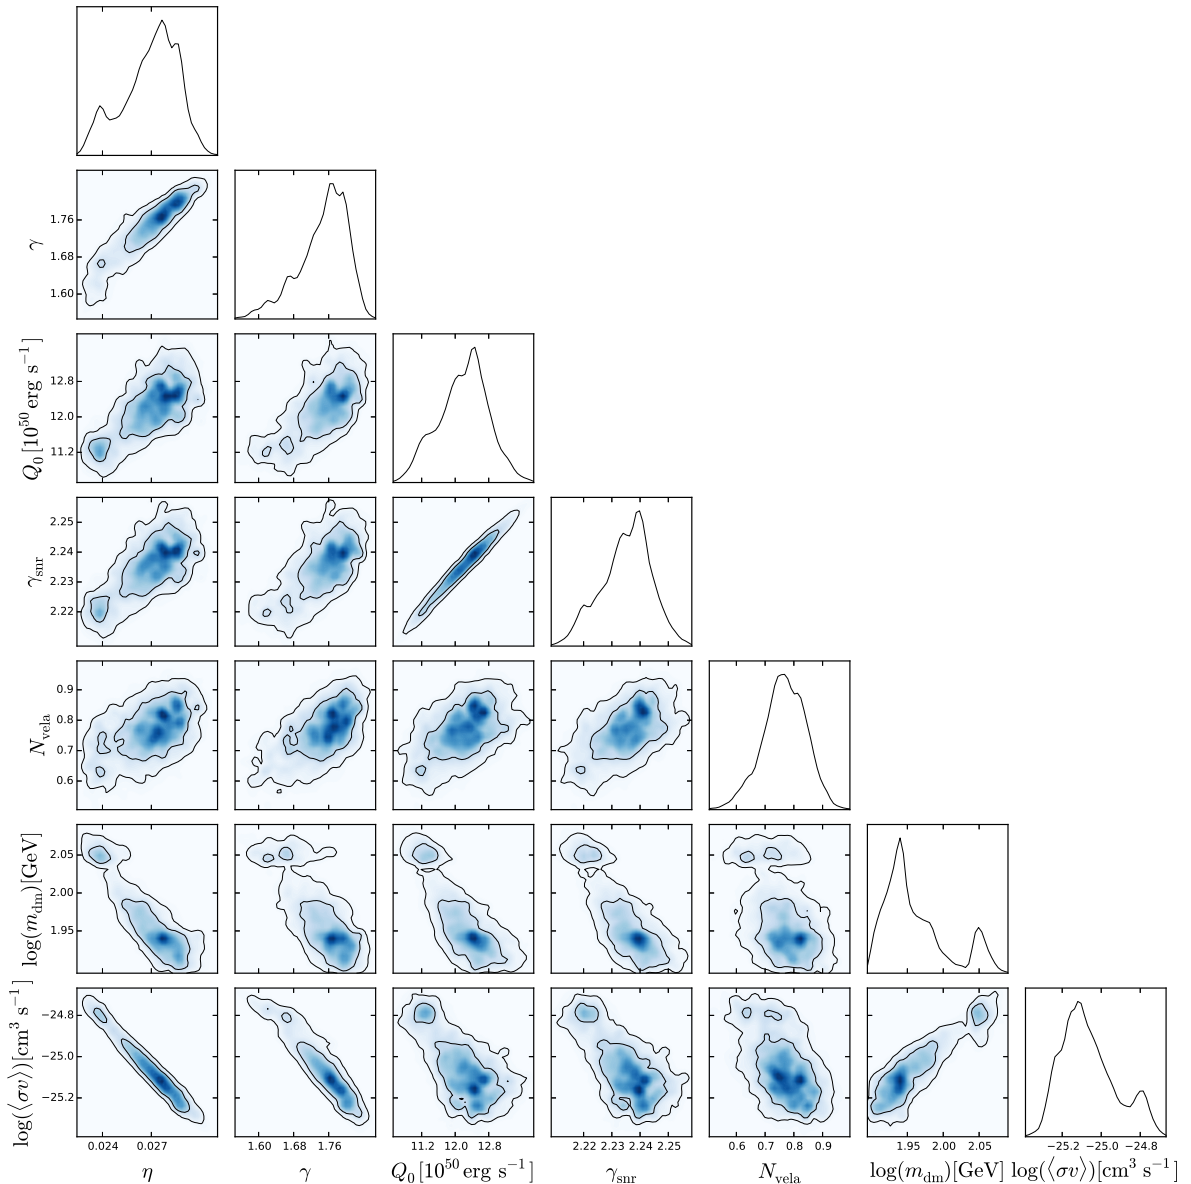 1.76
1.68
1.60
γ
12.8
12.0
11.2
Q₀ [10⁵⁰ erg s⁻¹]
2.25
2.24
2.23
2.22
γ_snr
0.9
0.8
0.7
0.6
N_vela
2.05
2.00
1.95
log(m_dm)[GeV]
−24.8
−25.0
−25.2
log(⟨σv⟩)[cm³ s⁻¹]
0.024 0.027 1.60 1.68 1.76 11.2 12.0 12.8 2.22 2.23 2.24 2.25 0.6 0.7 0.8 0.9 1.95 2.00 2.05 −25.2 −25.0 −24.8
η γ Q₀ [10⁵⁰ erg s⁻¹] γ_snr N_vela log(m_dm)[GeV] log(⟨σv⟩)[cm³ s⁻¹]